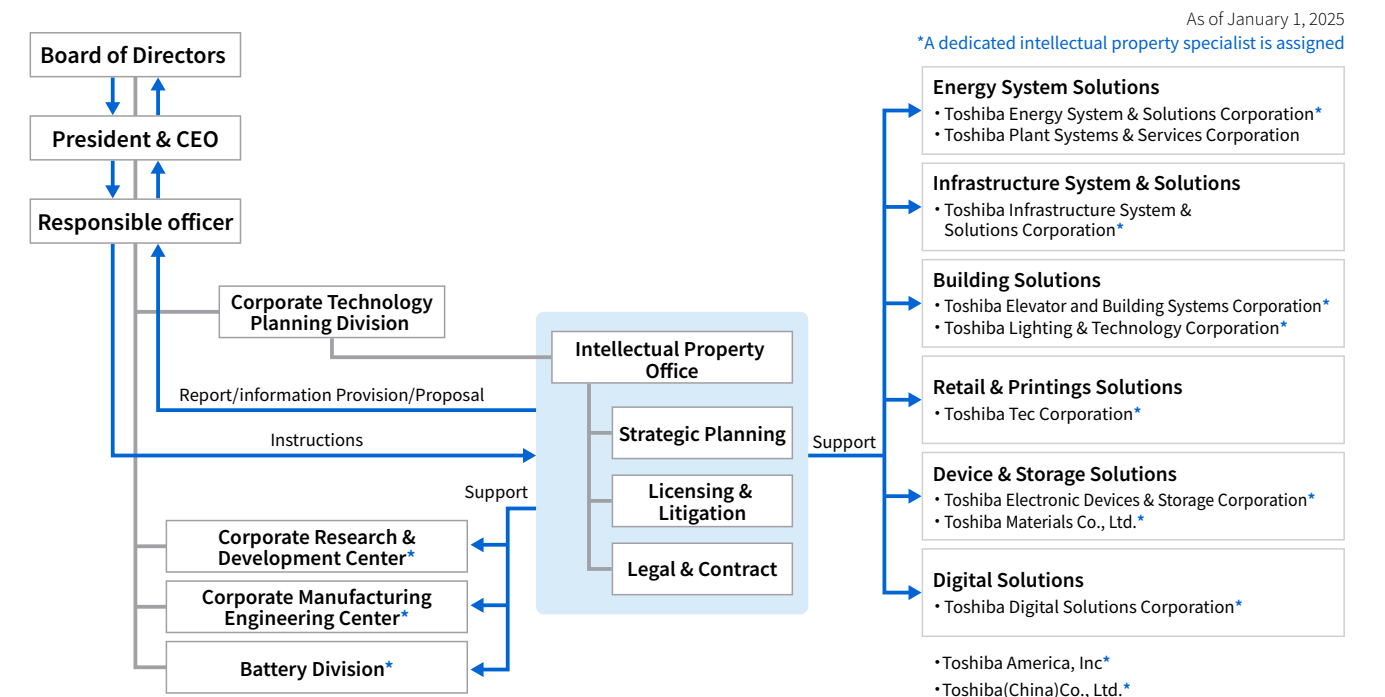 As of January 1, 2025
*A dedicated intellectual property specialist is assigned
Board of Directors
President & CEO
Responsible officer
Corporate Technology
Planning Division
Report/information Provision/Proposal
Instructions
Support
Corporate Research &
Development Center*
Corporate Manufacturing
Engineering Center*
Battery Division*
Intellectual Property
Office
Strategic Planning
Licensing &
Litigation
Legal & Contract
Support
Energy System Solutions
・Toshiba Energy System & Solutions Corporation*
・Toshiba Plant Systems & Services Corporation
Infrastructure System & Solutions
・Toshiba Infrastructure System &
Solutions Corporation*
Building Solutions
・Toshiba Elevator and Building Systems Corporation*
・Toshiba Lighting & Technology Corporation*
Retail & Printings Solutions
・Toshiba Tec Corporation*
Device & Storage Solutions
・Toshiba Electronic Devices & Storage Corporation*
・Toshiba Materials Co., Ltd.*
Digital Solutions
・Toshiba Digital Solutions Corporation*
・Toshiba America, Inc*
・Toshiba(China)Co., Ltd.*